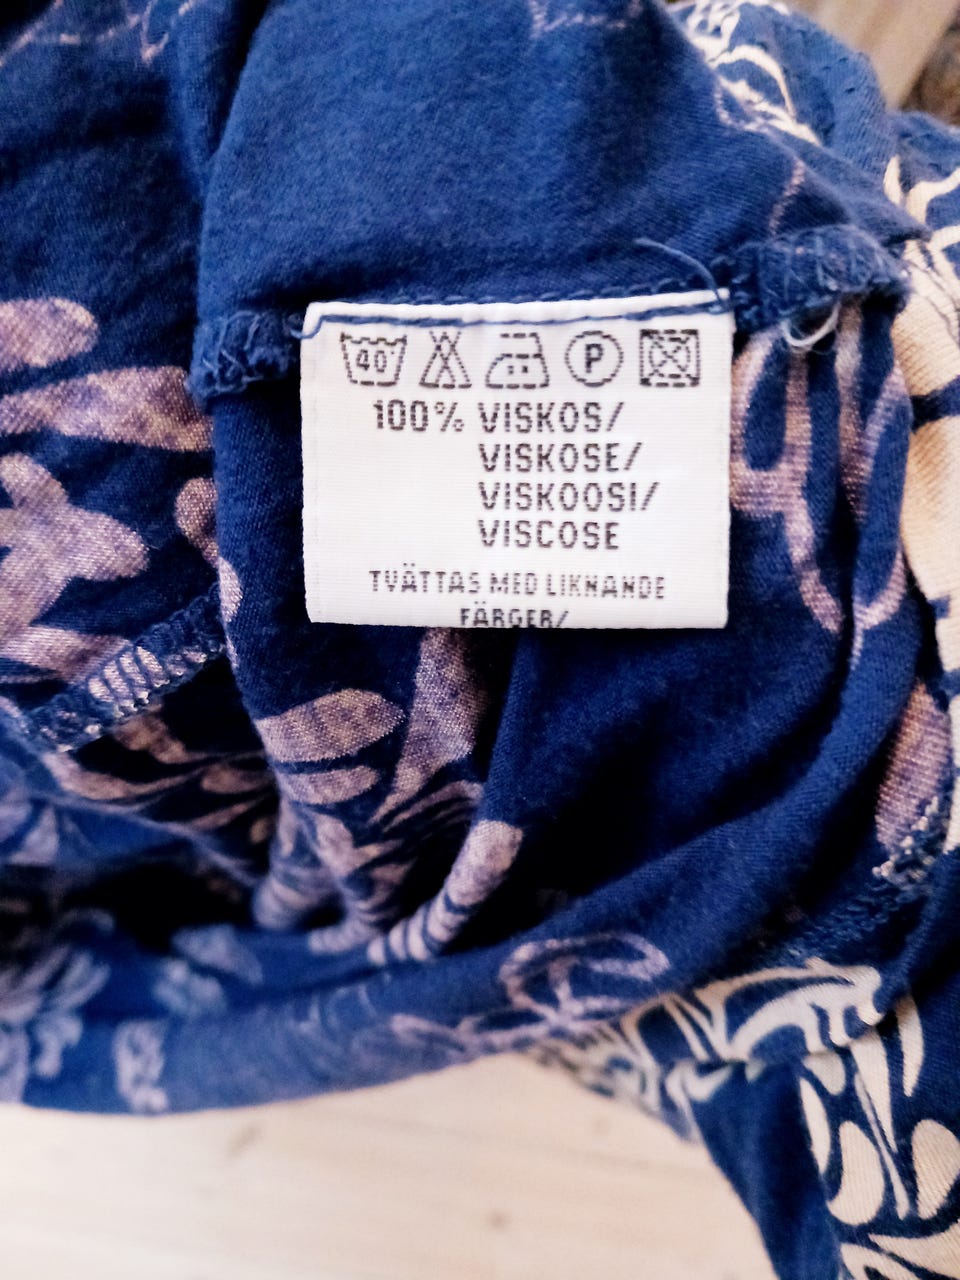 40 P
100% VISKOS/
VISKOSE/
VISKOOSI/
VISCOSE
TVÄTTAS MED LIKNANDE
FÄRGER/